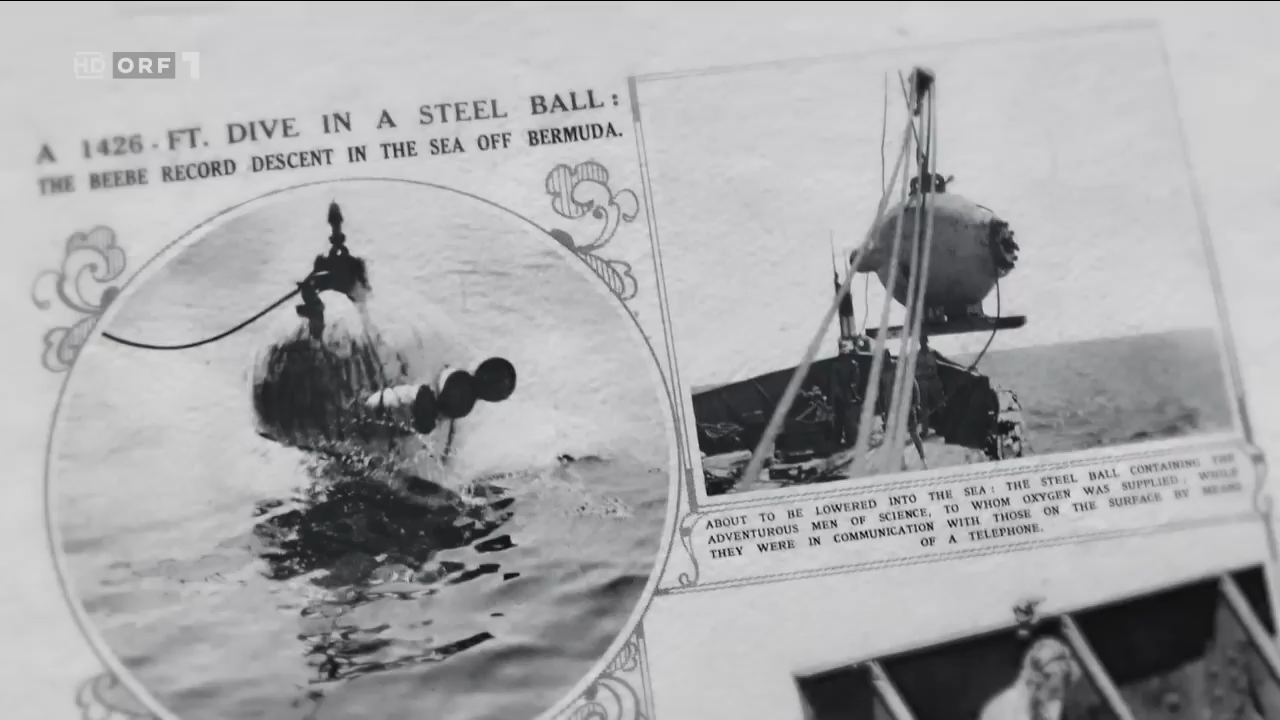 HD ORF 1
A 1426-FT. DIVE IN A STEEL BALL:
THE BEEBE RECORD DESCENT IN THE SEA OFF BERMUDA.
ABOUT TO BE LOWERED INTO THE SEA: THE STEEL BALL CONTAINING THE
ADVENTUROUS MEN OF SCIENCE, TO WHOM OXYGEN WAS SUPPLIED; WHILE
THEY WERE IN COMMUNICATION WITH THOSE ON THE SURFACE BY MEANS
OF A TELEPHONE.